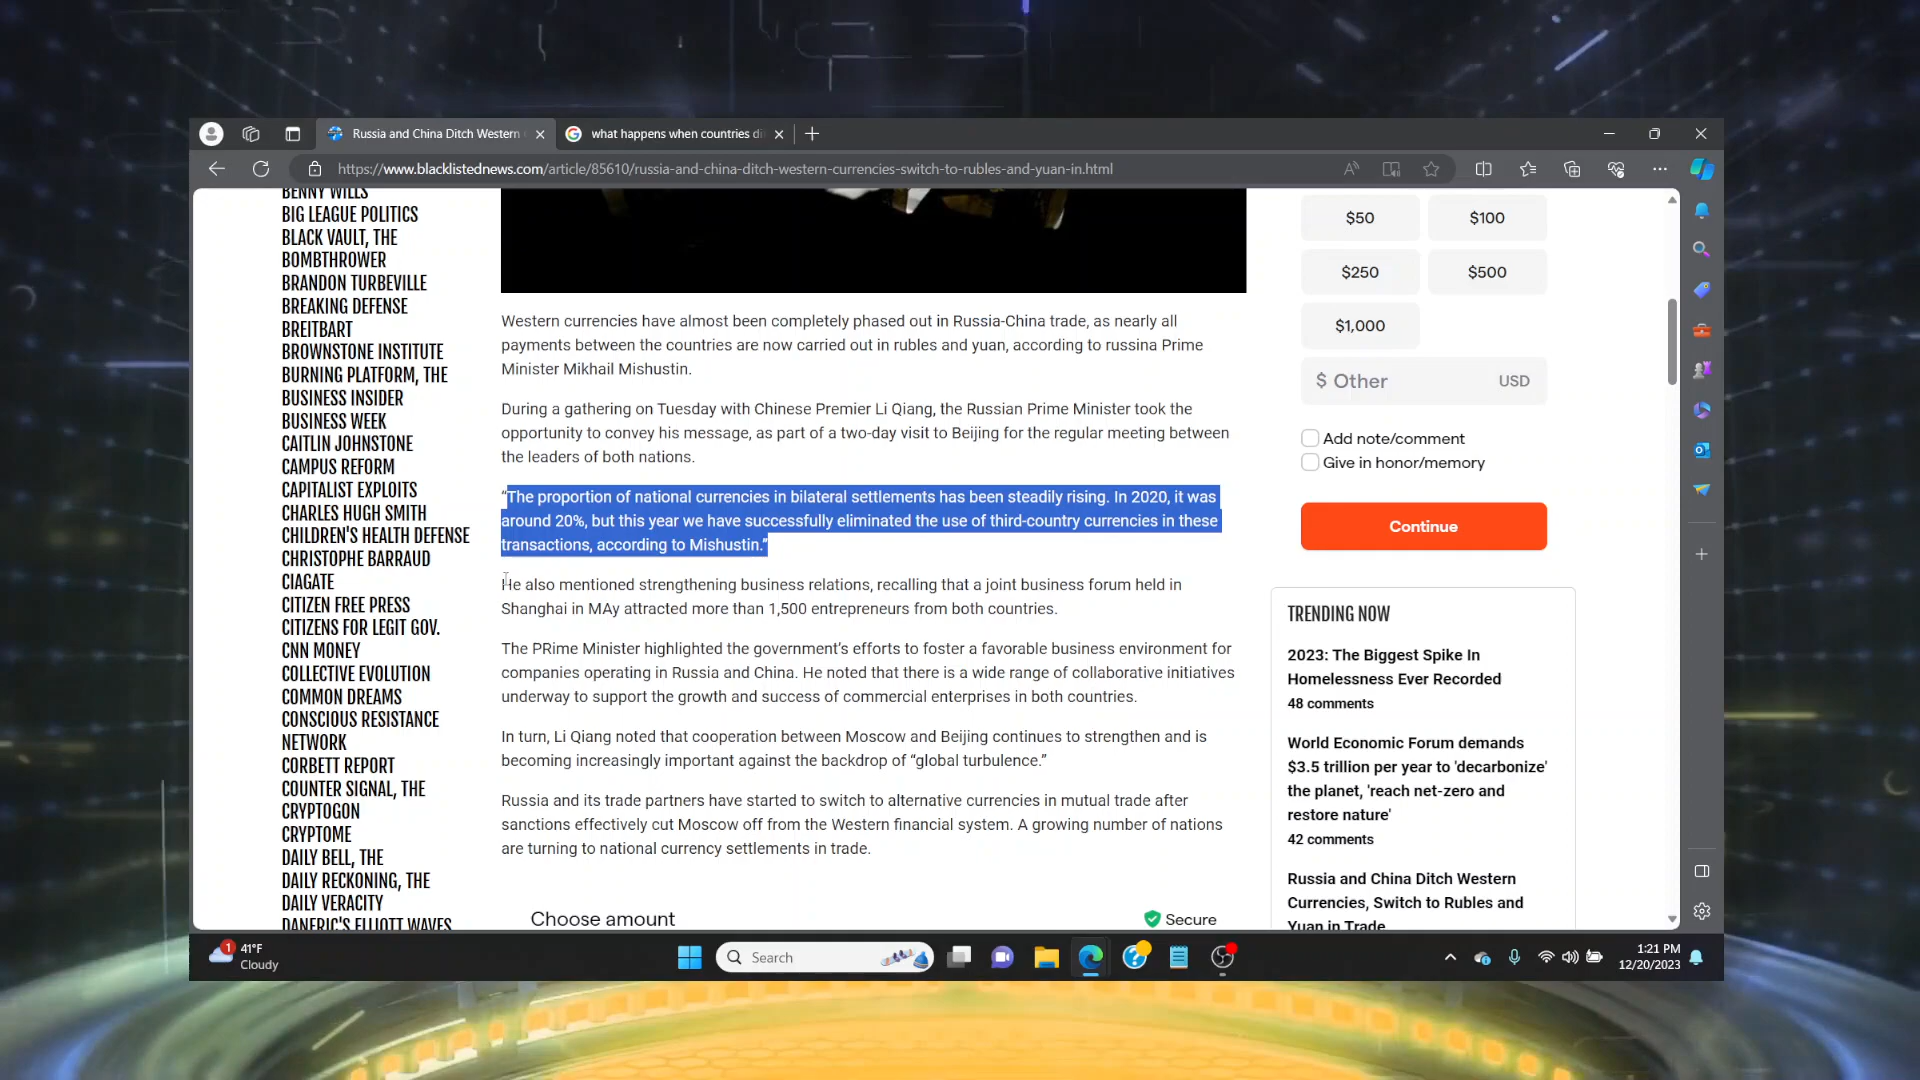 Russia and China Ditch Western
what happens when countries di
https://www.blacklistednews.com/article/85610/russia-and-china-ditch-western-currencies-switch-to-rubles-and-yuan-in.html
BENNY WILLS
BIG LEAGUE POLITICS
BLACK VAULT, THE
BOMBTHROWER
BRANDON TURBEVILLE
BREAKING DEFENSE
BREITBART
BROWNSTONE INSTITUTE
BURNING PLATFORM, THE
BUSINESS INSIDER
BUSINESS WEEK
CAITLIN JOHNSTONE
CAMPUS REFORM
CAPITALIST EXPLOITS
CHARLES HUGH SMITH
CHILDREN'S HEALTH DEFENSE
CHRISTOPHE BARRAUD
CIAGATE
CITIZEN FREE PRESS
CITIZENS FOR LEGIT GOV.
CNN MONEY
COLLECTIVE EVOLUTION
COMMON DREAMS
CONSCIOUS RESISTANCE
NETWORK
CORBETT REPORT
COUNTER SIGNAL, THE
CRYPTOGON
CRYPTOME
DAILY BELL, THE
DAILY RECKONING, THE
DAILY VERACITY
DANERIC'S ELLIOTT WAVES
Western currencies have almost been completely phased out in Russia-China trade, as nearly all
payments between the countries are now carried out in rubles and yuan, according to russina Prime
Minister Mikhail Mishustin.
During a gathering on Tuesday with Chinese Premier Li Qiang, the Russian Prime Minister took the
opportunity to convey his message, as part of a two-day visit to Beijing for the regular meeting between
the leaders of both nations.
“The proportion of national currencies in bilateral settlements has been steadily rising. In 2020, it was
around 20%, but this year we have successfully eliminated the use of third-country currencies in these
transactions, according to Mishustin.”
He also mentioned strengthening business relations, recalling that a joint business forum held in
Shanghai in MAy attracted more than 1,500 entrepreneurs from both countries.
The PRime Minister highlighted the government’s efforts to foster a favorable business environment for
companies operating in Russia and China. He noted that there is a wide range of collaborative initiatives
underway to support the growth and success of commercial enterprises in both countries.
In turn, Li Qiang noted that cooperation between Moscow and Beijing continues to strengthen and is
becoming increasingly important against the backdrop of “global turbulence.”
Russia and its trade partners have started to switch to alternative currencies in mutual trade after
sanctions effectively cut Moscow off from the Western financial system. A growing number of nations
are turning to national currency settlements in trade.
Choose amount
Secure
$50
$100
$250
$500
$1,000
$ Other USD
Add note/comment
Give in honor/memory
Continue
TRENDING NOW
2023: The Biggest Spike In
Homelessness Ever Recorded
48 comments
World Economic Forum demands
$3.5 trillion per year to 'decarbonize'
the planet, 'reach net-zero and
restore nature'
42 comments
Russia and China Ditch Western
Currencies, Switch to Rubles and
Yuan in Trade
1
41°F
Cloudy
Search
1:21 PM
12/20/2023